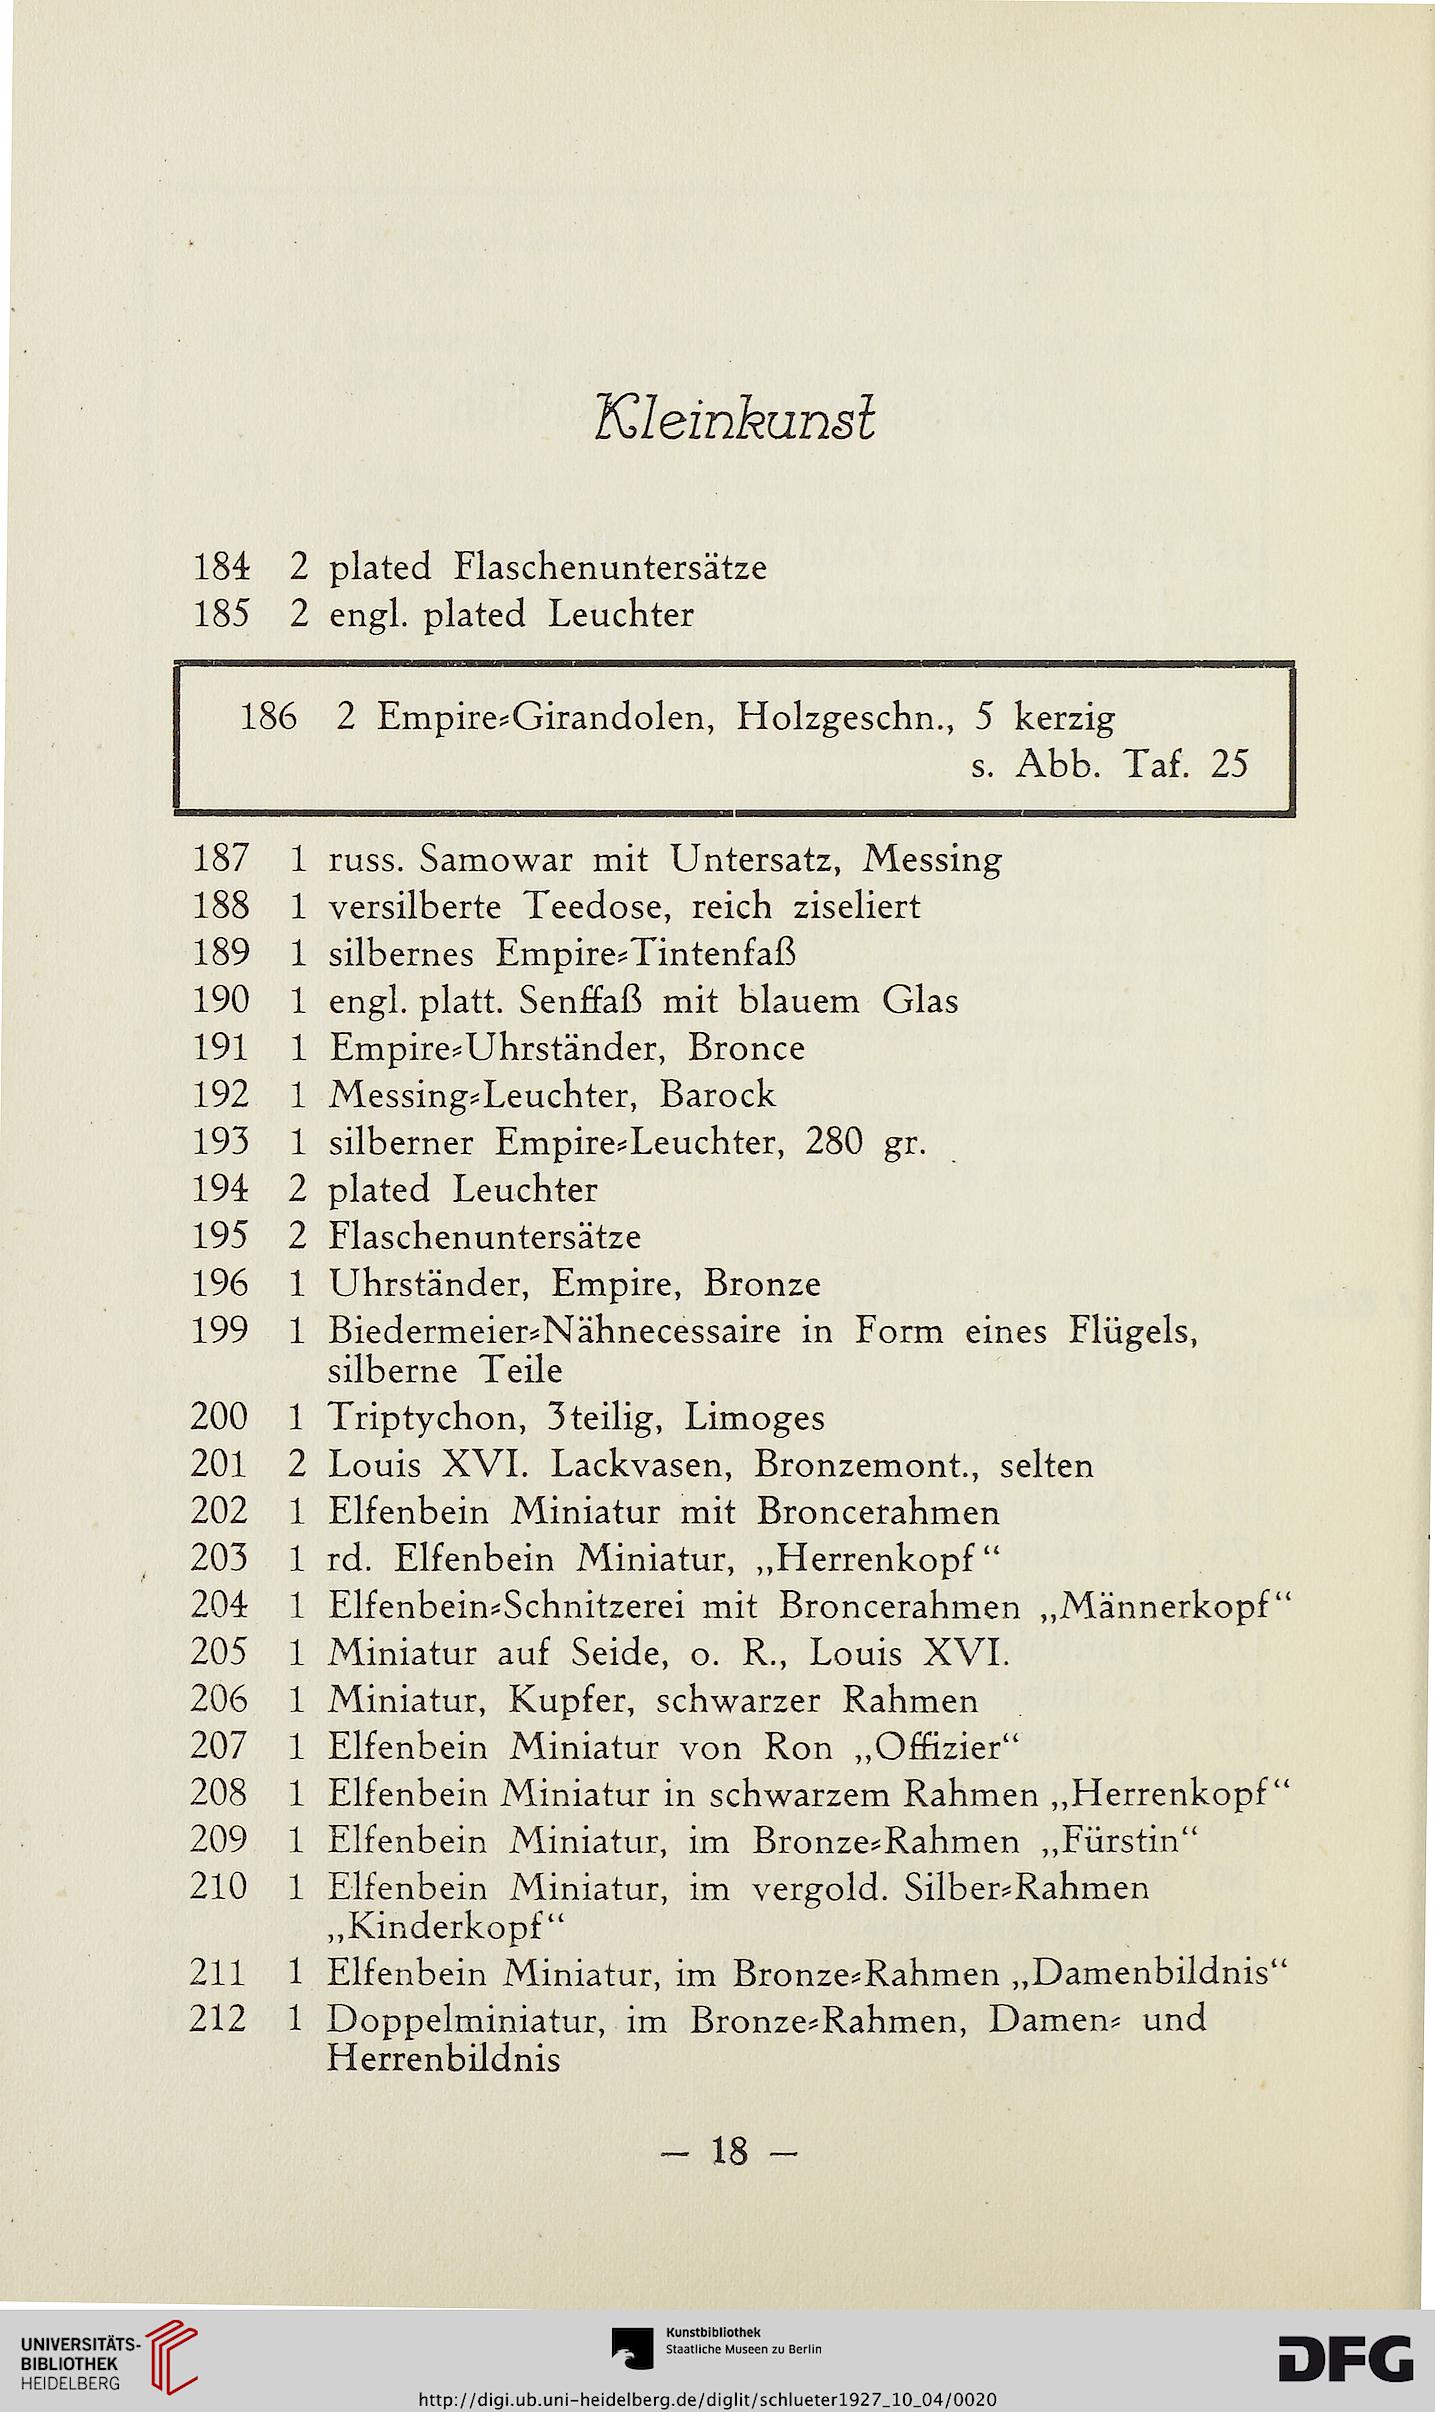 Kleinkunst
184 2 plated Flaschenuntersätze
185 2 engl. plated Leuchter
186 2 Empire⸗Girandolen, Holzgeschn., 5 kerzig
s. Abb. Taf. 25
187 1 russ. Samowar mit Untersatz, Messing
188 1 versilberte Teedose, reich ziseliert
189 1 silbernes Empire⸗Tintenfaß
190 1 engl. platt. Senffaß mit blauem Glas
191 1 Empire⸗Uhrständer, Bronce
192 1 Messing⸗Leuchter, Barock
193 1 silberner Empire⸗Leuchter, 280 gr.
194 2 plated Leuchter
195 2 Flaschenuntersätze
196 1 Uhrständer, Empire, Bronze
199 1 Biedermeier⸗Nähnecessaire in Form eines Flügels,
silberne Teile
200 1 Triptychon, 3teilig, Limoges
201 2 Louis XVI. Lackvasen, Bronzemont., selten
202 1 Elfenbein Miniatur mit Broncerahmen
203 1 rd. Elfenbein Miniatur, „Herrenkopf“
204 1 Elfenbein⸗Schnitzerei mit Broncerahmen „Männerkopf“
205 1 Miniatur auf Seide, o. R., Louis XVI.
206 1 Miniatur, Kupfer, schwarzer Rahmen
207 1 Elfenbein Miniatur von Ron „Offizier“
208 1 Elfenbein Miniatur in schwarzem Rahmen „Herrenkopf“
209 1 Elfenbein Miniatur, im Bronze⸗Rahmen „Fürstin“
210 1 Elfenbein Miniatur, im vergold. Silber⸗Rahmen
„Kinderkopf“
211 1 Elfenbein Miniatur, im Bronze⸗Rahmen „Damenbildnis“
212 1 Doppelminiatur, im Bronze⸗Rahmen, Damen⸗ und
Herrenbildnis
— 18 —
UNIVERSITÄTS-
BIBLIOTHEK
HEIDELBERG
Kunstbibliothek
Staatliche Museen zu Berlin
DFG
http://digi.ub.uni-heidelberg.de/diglit/schlueter1927_10_04/0020